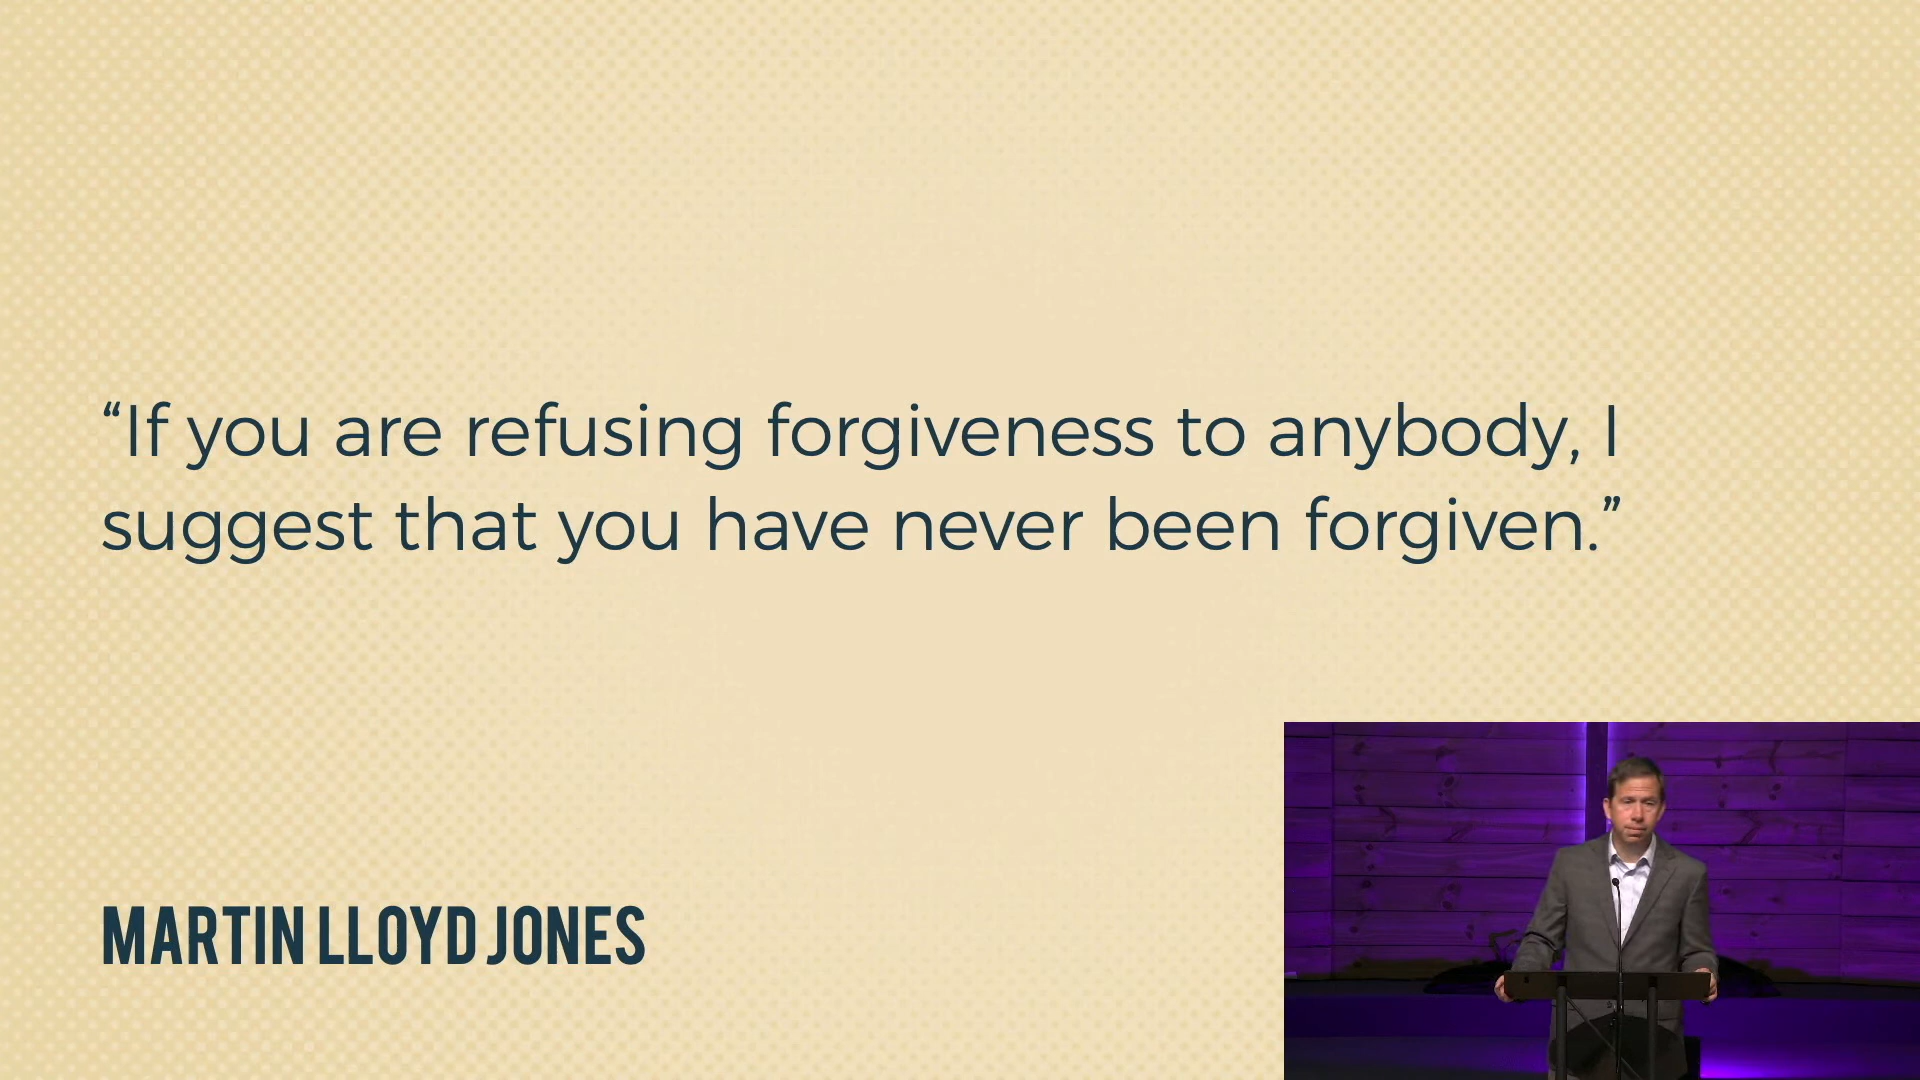 “If you are refusing forgiveness to anybody, I
suggest that you have never been forgiven.”
MARTIN LLOYD JONES